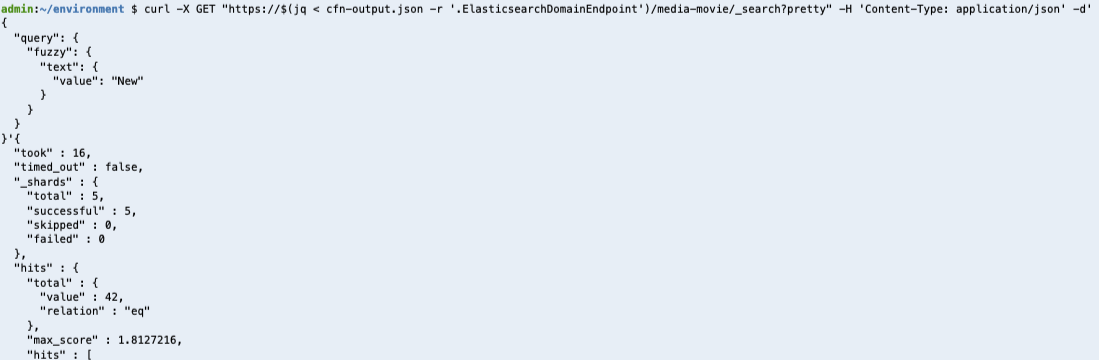 admin:~/environment $ curl -X GET "https://$(jq < cfn-output.json -r '.ElasticsearchDomainEndpoint')/media-movie/_search?pretty" -H 'Content-Type: application/json' -d'
{
  "query": {
    "fuzzy": {
      "text": {
        "value": "New"
      }
    }
  }
}'{
  "took" : 16,
  "timed_out" : false,
  "_shards" : {
    "total" : 5,
    "successful" : 5,
    "skipped" : 0,
    "failed" : 0
  },
  "hits" : {
    "total" : {
      "value" : 42,
      "relation" : "eq"
    },
    "max_score" : 1.8127216,
    "hits" : [